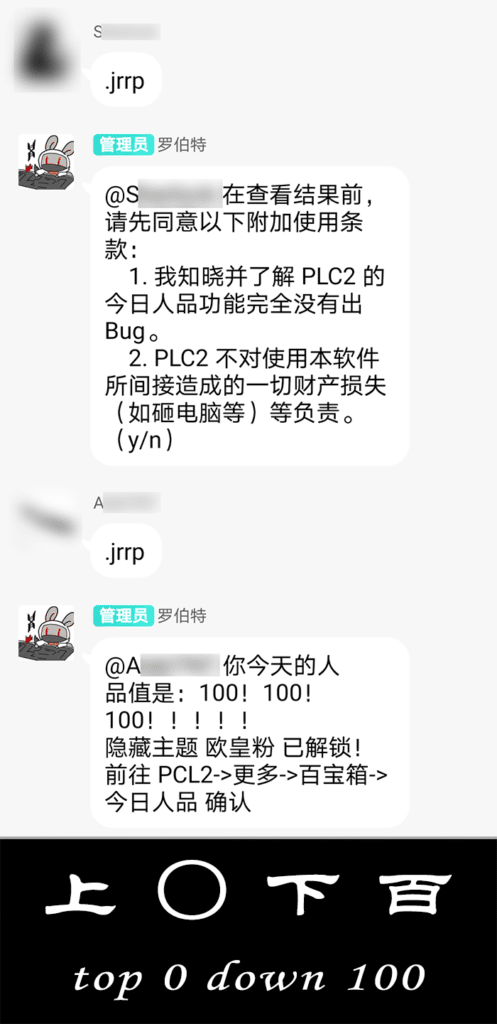 S
.jrrp
管理员 罗伯特
@S 在查看结果前，
请先同意以下附加使用条
款：
1. 我知晓并了解 PLC2 的
今日人品功能完全没有出
Bug。
2. PLC2 不对使用本软件
所间接造成的一切财产损失
（如砸电脑等）等负责。
（y/n）
A
.jrrp
管理员 罗伯特
@A 你今天的人
品值是：100！100！
100！！！！！
隐藏主题 欧皇粉 已解锁！
前往 PCL2->更多->百宝箱->
今日人品 确认
上〇下百
top 0 down 100